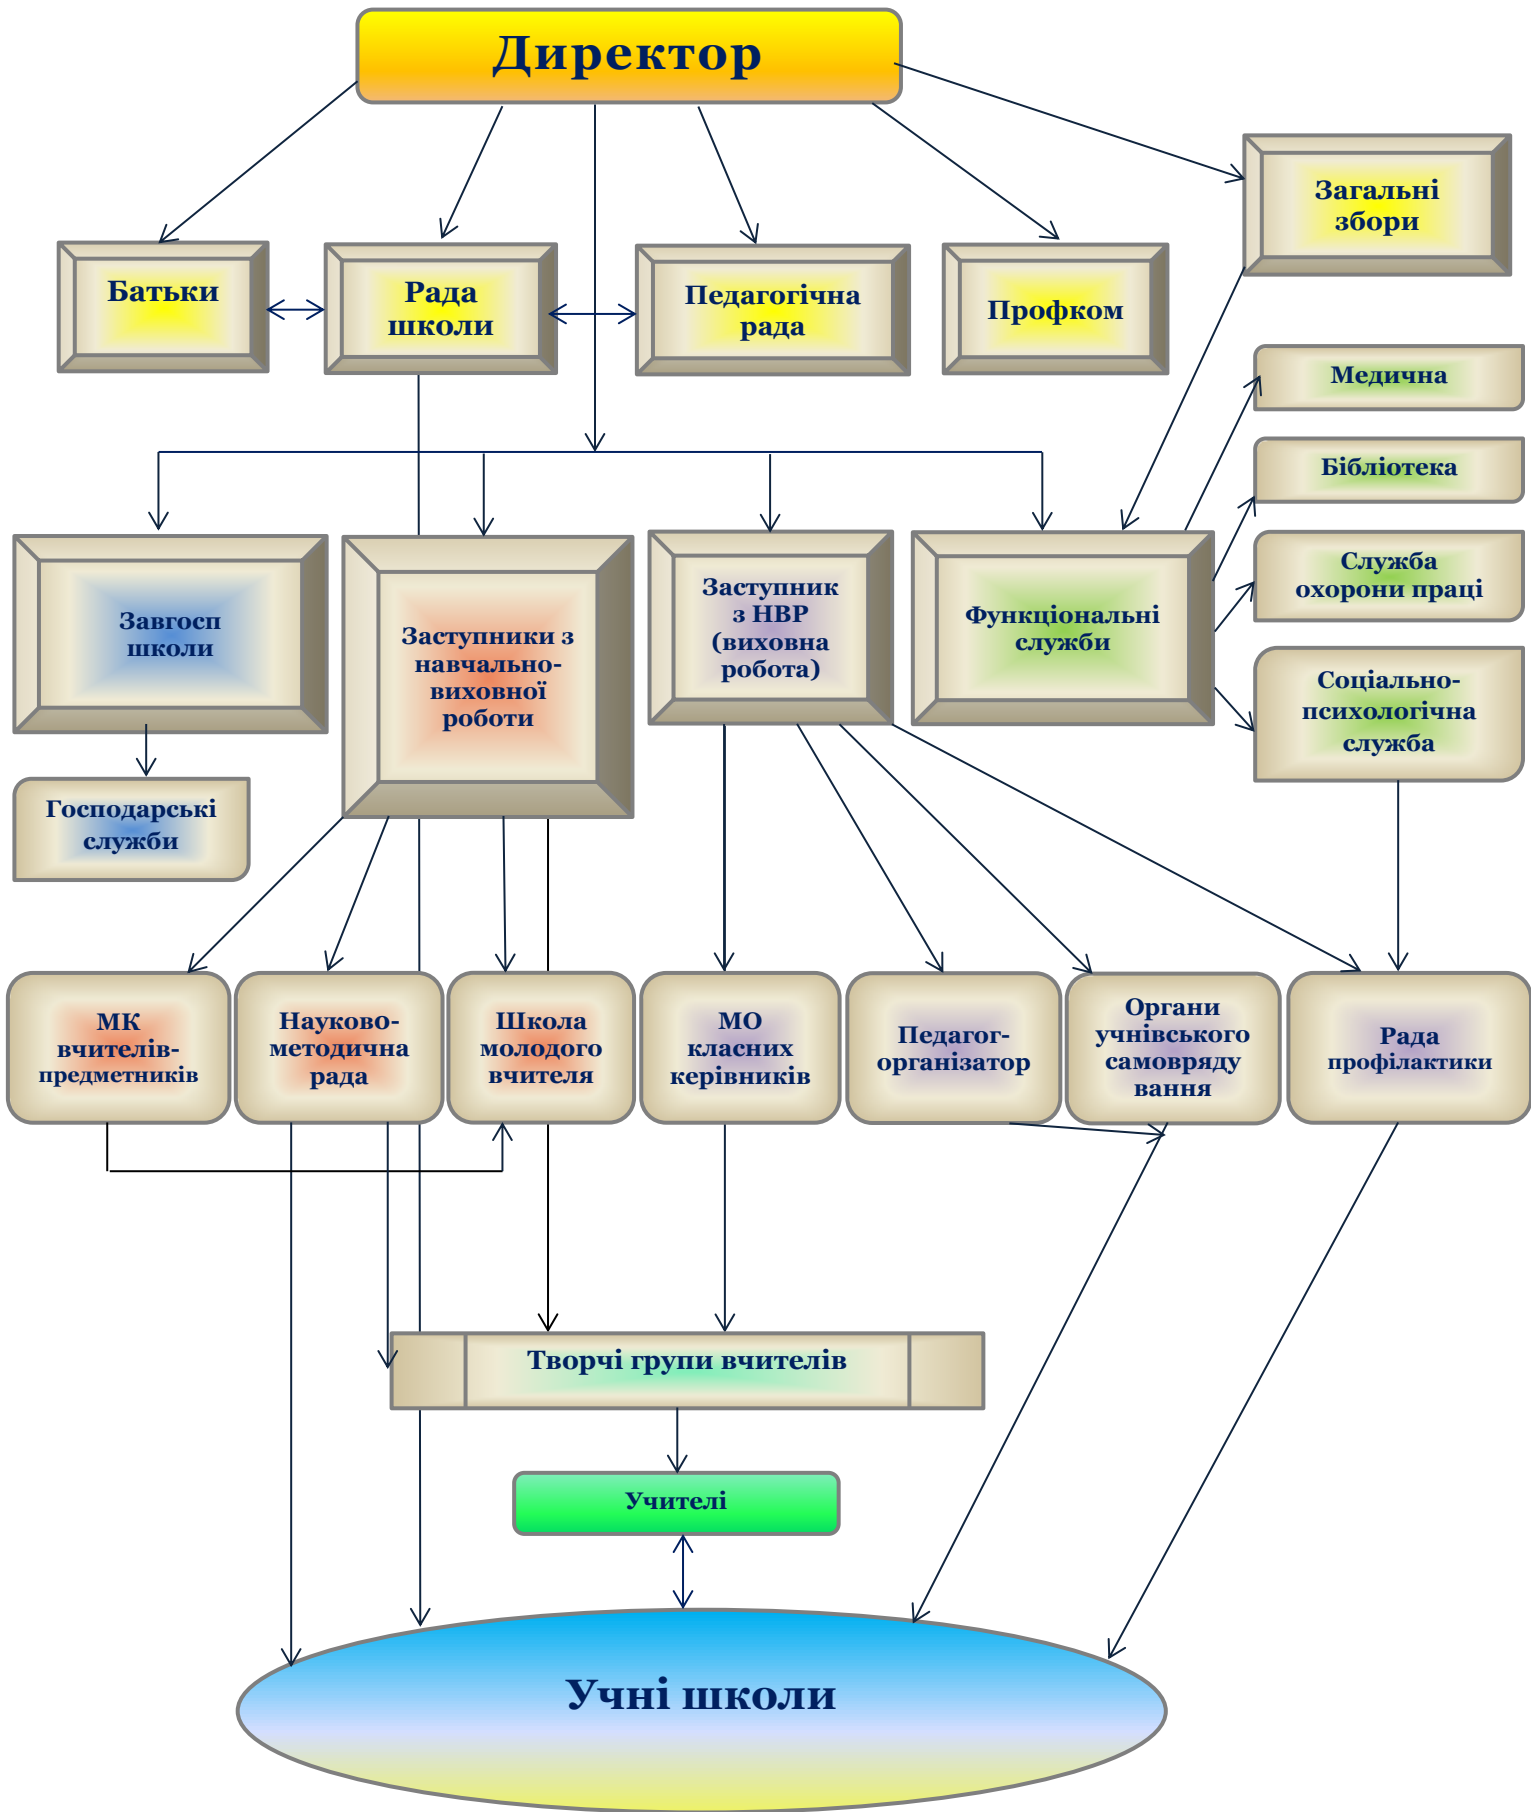 Директор
Загальні
збори
Батьки
Рада
школи
Педагогічна
рада
Профком
Медична
Бібліотека
Служба
охорони праці
Соціально-
психологічна
служба
Завгосп
школи
Заступники з
навчально-
виховної
роботи
Заступник
з НВР
(виховна
робота)
Функціональні
служби
Господарські
служби
МК
вчителів-
предметників
Науково-
методична
рада
Школа
молодого
вчителя
МО
класних
керівників
Педагог-
організатор
Органи
учнівського
самовряду
вання
Рада
профілактики
Творчі групи вчителів
Учителі
Учні школи